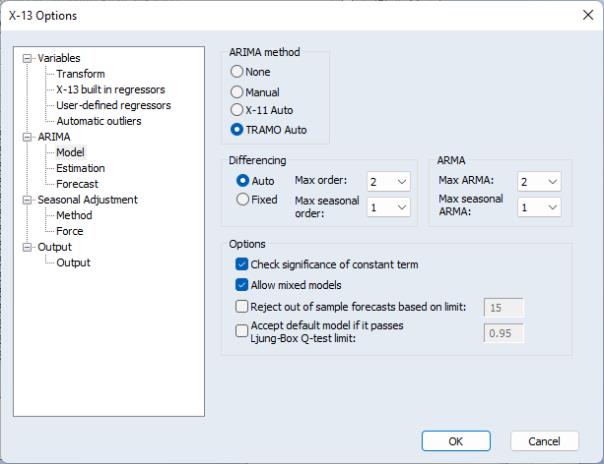 X-13 Options
Variables
Transform
X-13 built in regressors
User-defined regressors
Automatic outliers
ARIMA
Model
Estimation
Forecast
Seasonal Adjustment
Method
Force
Output
Output
ARIMA method
None
Manual
X-11 Auto
TRAMO Auto
Differencing
Auto
Fixed
Max order:
2
Max seasonal
order:
1
ARMA
Max ARMA:
2
Max seasonal
ARMA:
1
Options
Check significance of constant term
Allow mixed models
Reject out of sample forecasts based on limit:
15
Accept default model if it passes
Ljung-Box Q-test limit:
0.95
OK
Cancel